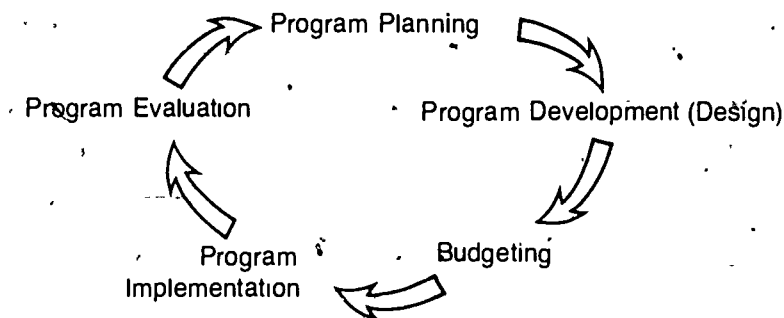 Program Planning
Program Evaluation
Program Development (Design)
Budgeting
Program
Implementation